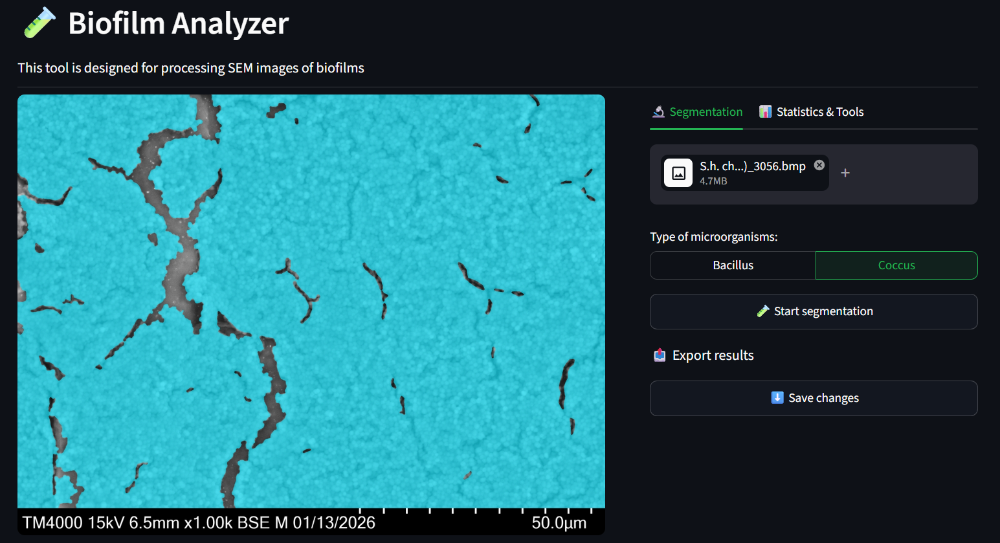 Biofilm Analyzer
This tool is designed for processing SEM images of biofilms
TM4000 15kV 6.5mm x1.00k BSE M 01/13/2026 50.0µm
Segmentation Statistics & Tools
S.h. ch...)_3056.bmp
4.7MB
Type of microorganisms:
Bacillus Coccus
Start segmentation
Export results
Save changes